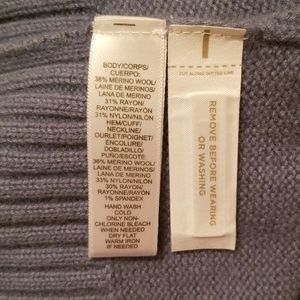 BODY/CORPS/
CUERPO:
38% MERINO WOOL/
LAINE DE MERINOS/
LANA DE MERINO
31% RAYON/
RAYONNE/RAYÓN
31% NYLON/NILÓN
HEM/CUFF/
NECKLINE/
OURLET/POIGNET/
ENCOLURE/
DOBLADILLO/
PUÑO/ESCOTE:
36% MERINO WOOL/
LAINE DE MERINOS/
LANA DE MERINO
33% NYLON/NILÓN
30% RAYON/
RAYONNE/RAYÓN
1% SPANDEX
HAND WASH
COLD
ONLY NON-
CHLORINE BLEACH
WHEN NEEDED
DRY FLAT
WARM IRON
IF NEEDED
CUT ALONG DOTTED LINE
REMOVE BEFORE WEARING
OR WASHING